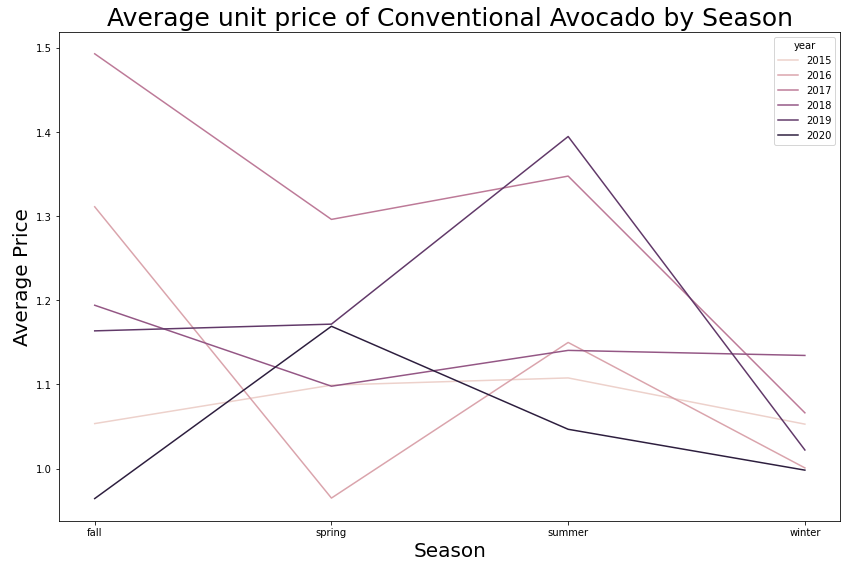 Average unit price of Conventional Avocado by Season
year
2015
2016
2017
2018
2019
2020
1.5
1.4
1.3
1.2
1.1
1.0
Average Price
fall spring summer winter
Season